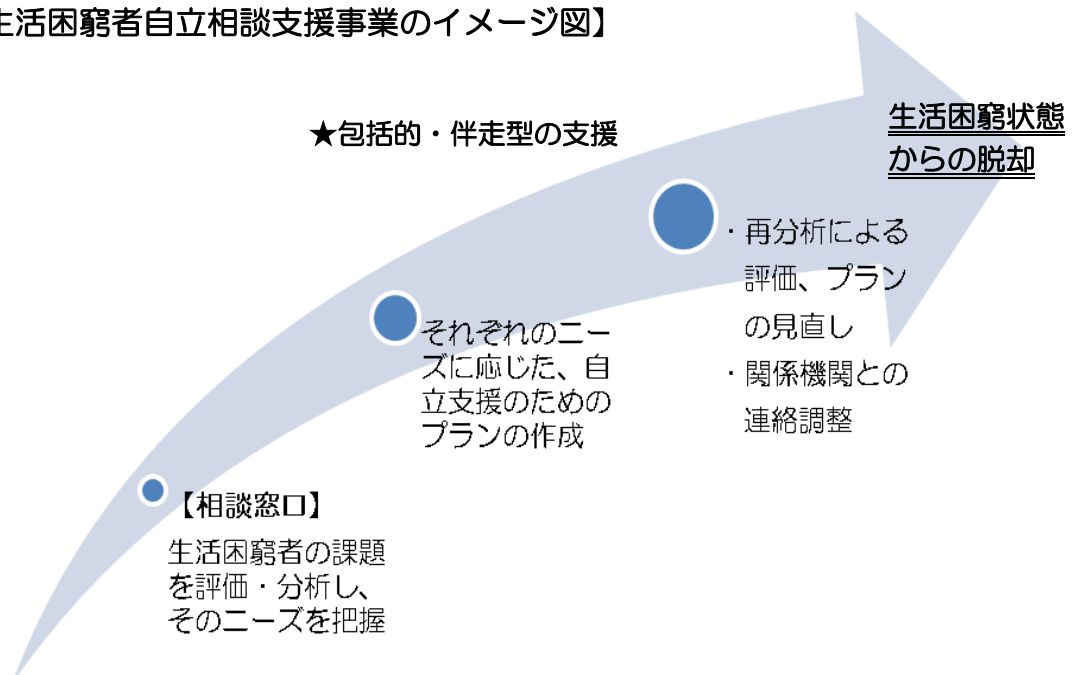 生活困窮者自立相談支援事業のイメージ図】
★包括的・伴走型の支援
生活困窮状態
からの脱却
・再分析による
評価、プラン
の見直し
・関係機関との
連絡調整
それぞれのニー
ズに応じた、自
立支援のための
プランの作成
【相談窓口】
生活困窮者の課題
を評価・分析し、
そのニーズを把握